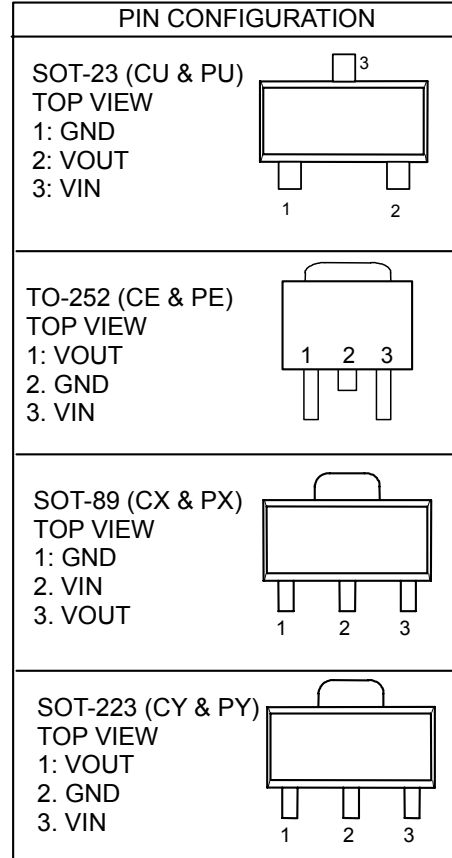 PIN CONFIGURATION
SOT-23 (CU & PU)
TOP VIEW
1: GND
2: VOUT
3: VIN
3
1 2
TO-252 (CE & PE)
TOP VIEW
1: VOUT
2. GND
3. VIN
1 2 3
SOT-89 (CX & PX)
TOP VIEW
1: GND
2. VIN
3. VOUT
1 2 3
SOT-223 (CY & PY)
TOP VIEW
1: VOUT
2. GND
3. VIN
1 2 3